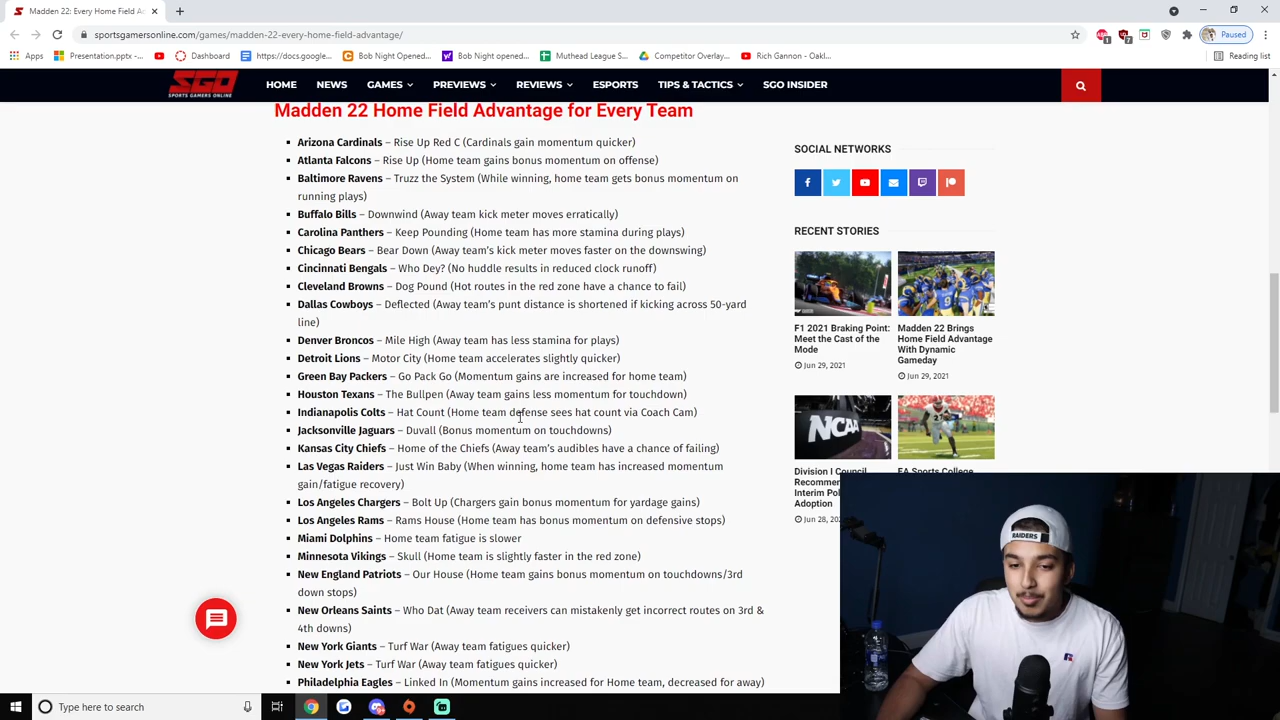 Madden 22: Every Home Field Ad
sportsgamersonline.com/games/madden-22-every-home-field-advantage/
Paused
Apps
Presentation.pptx -...
Dashboard
https://docs.google...
Bob Night Opened...
Bob Night opened...
Muthead League S...
Competitor Overlay...
Rich Gannon - Oakl...
Reading list
SGO
SPORTS GAMERS ONLINE
HOME
NEWS
GAMES
PREVIEWS
REVIEWS
ESPORTS
TIPS & TACTICS
SGO INSIDER
Madden 22 Home Field Advantage for Every Team
Arizona Cardinals – Rise Up Red C (Cardinals gain momentum quicker)
Atlanta Falcons – Rise Up (Home team gains bonus momentum on offense)
Baltimore Ravens – Truzz the System (While winning, home team gets bonus momentum on
running plays)
Buffalo Bills – Downwind (Away team kick meter moves erratically)
Carolina Panthers – Keep Pounding (Home team has more stamina during plays)
Chicago Bears – Bear Down (Away team's kick meter moves faster on the downswing)
Cincinnati Bengals – Who Dey? (No huddle results in reduced clock runoff)
Cleveland Browns – Dog Pound (Hot routes in the red zone have a chance to fail)
Dallas Cowboys – Deflected (Away team's punt distance is shortened if kicking across 50-yard
line)
Denver Broncos – Mile High (Away team has less stamina for plays)
Detroit Lions – Motor City (Home team accelerates slightly quicker)
Green Bay Packers – Go Pack Go (Momentum gains are increased for home team)
Houston Texans – The Bullpen (Away team gains less momentum for touchdown)
Indianapolis Colts – Hat Count (Home team defense sees hat count via Coach Cam)
Jacksonville Jaguars – Duvall (Bonus momentum on touchdowns)
Kansas City Chiefs – Home of the Chiefs (Away team's audibles have a chance of failing)
Las Vegas Raiders – Just Win Baby (When winning, home team has increased momentum
gain/fatigue recovery)
Los Angeles Chargers – Bolt Up (Chargers gain bonus momentum for yardage gains)
Los Angeles Rams – Rams House (Home team has bonus momentum on defensive stops)
Miami Dolphins – Home team fatigue is slower
Minnesota Vikings – Skull (Home team is slightly faster in the red zone)
New England Patriots – Our House (Home team gains bonus momentum on touchdowns/3rd
down stops)
New Orleans Saints – Who Dat (Away team receivers can mistakenly get incorrect routes on 3rd &
4th downs)
New York Giants – Turf War (Away team fatigues quicker)
New York Jets – Turf War (Away team fatigues quicker)
Philadelphia Eagles – Linked In (Momentum gains increased for Home team, decreased for away)
SOCIAL NETWORKS
RECENT STORIES
F1 2021 Braking Point:
Meet the Cast of the
Mode
Jun 29, 2021
Madden 22 Brings
Home Field Advantage
With Dynamic
Gameday
Jun 29, 2021
NCAA
Division I Council
Recommen
Interim Pol
Adoption
Jun 28, 202
EA Sports College
RAIDERS
R
Type here to search